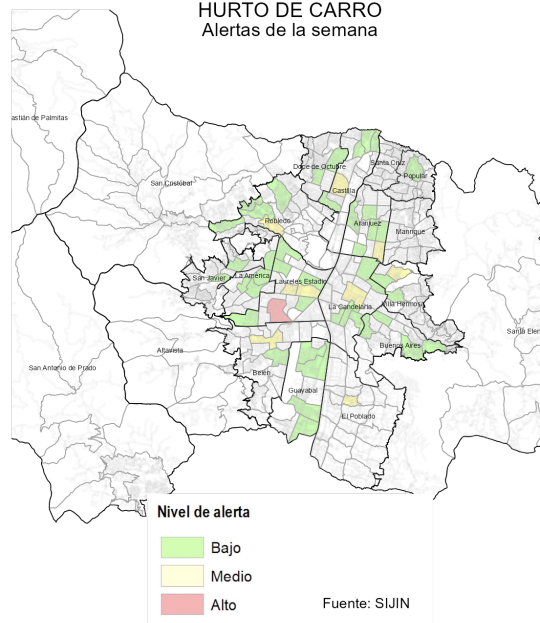 HURTO DE CARRO
Alertas de la semana
astián de Palmitas
San Cristóbal
Doce de Octubre
Santa Cruz
Popular
Castilla
Robledo
Aranjuez
Manrique
San Javier
La América
Laureles Estadio
La Candelaria
Villa Hermosa
Santa Elen
Buenos Aires
Altavista
San Antonio de Prado
Belén
Guayabal
El Poblado
Nivel de alerta
Bajo
Medio
Alto
Fuente: SIJIN